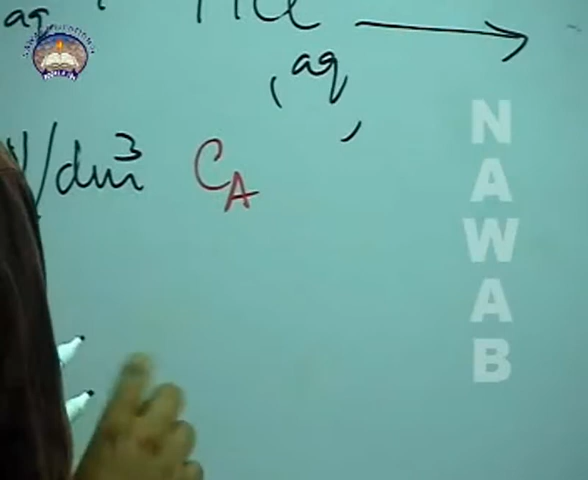 aq + HCl →
(aq)
/dm³ C_A
NAWAB